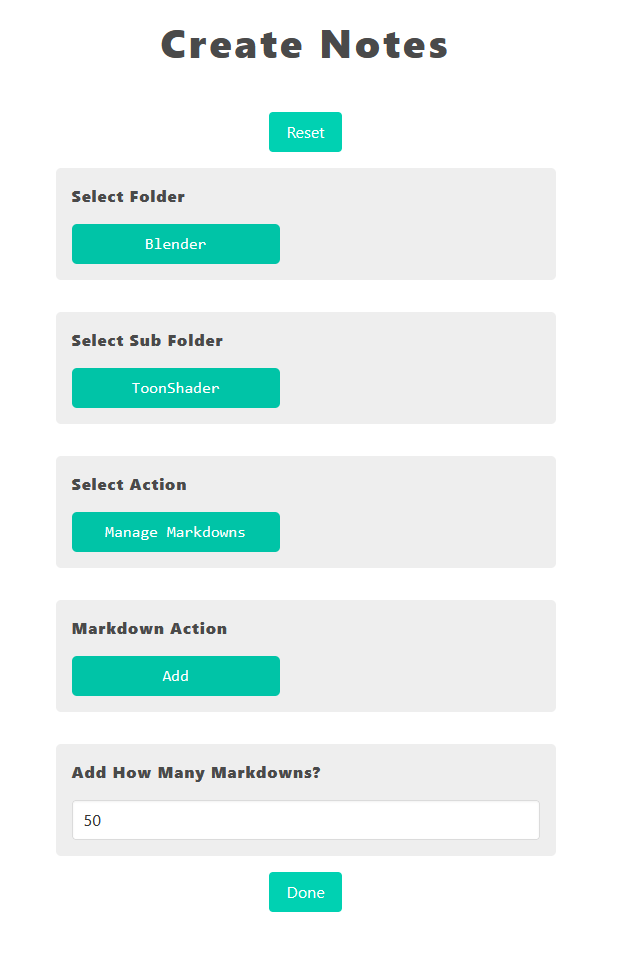 Create Notes
Reset
Select Folder
Blender
Select Sub Folder
ToonShader
Select Action
Manage Markdowns
Markdown Action
Add
Add How Many Markdowns?
50
Done